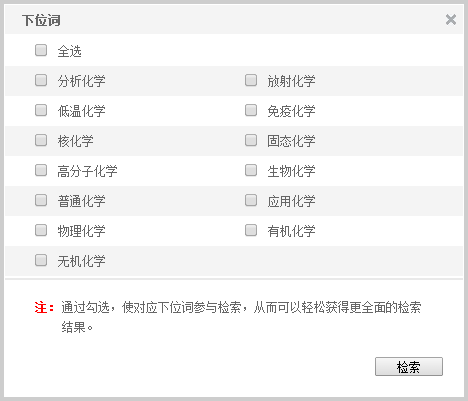 下位词
全选
分析化学 放射化学
低温化学 免疫化学
核化学 固态化学
高分子化学 生物化学
普通化学 应用化学
物理化学 有机化学
无机化学
注：通过勾选，使对应下位词参与检索，从而可以轻松获得更全面的检索
结果。
检索